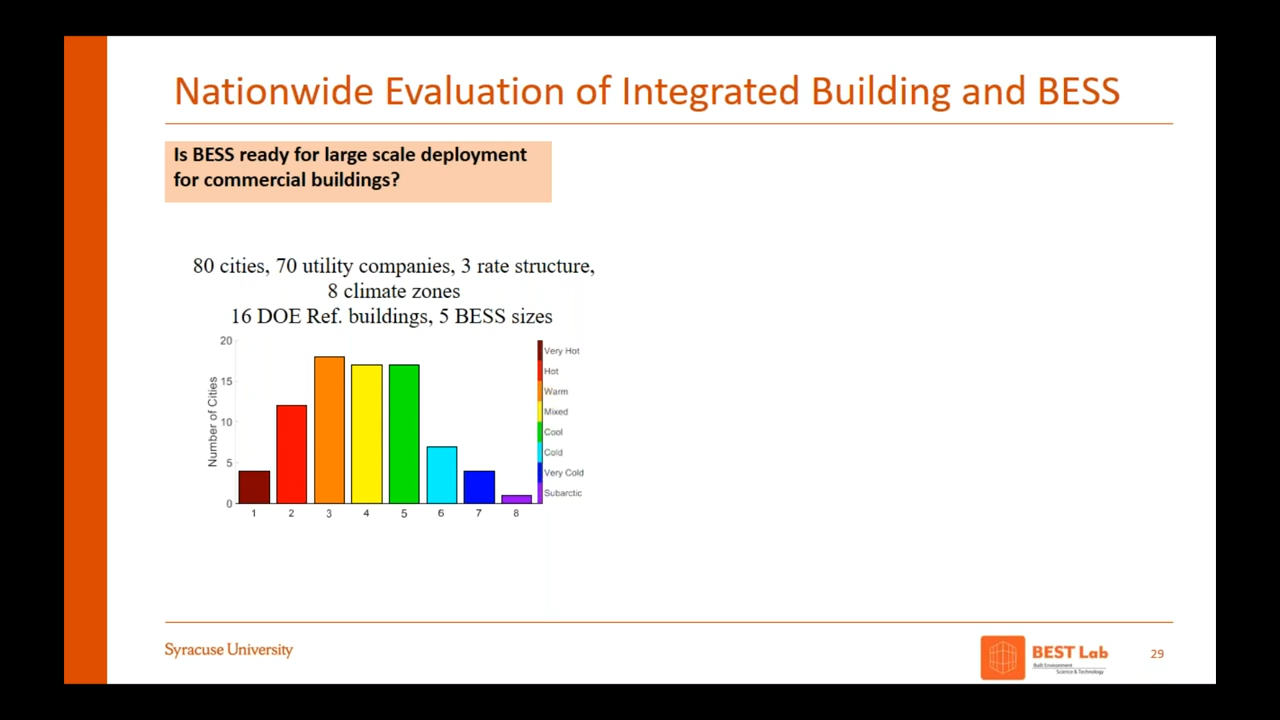 Nationwide Evaluation of Integrated Building and BESS
Is BESS ready for large scale deployment
for commercial buildings?
80 cities, 70 utility companies, 3 rate structure,
8 climate zones
16 DOE Ref. buildings, 5 BESS sizes
Number of Cities
20
15
10
5
0
1 2 3 4 5 6 7 8
Very Hot
Hot
Warm
Mixed
Cool
Cold
Very Cold
Subarctic
Syracuse University
BEST Lab
Built Environment
Science & Technology
29